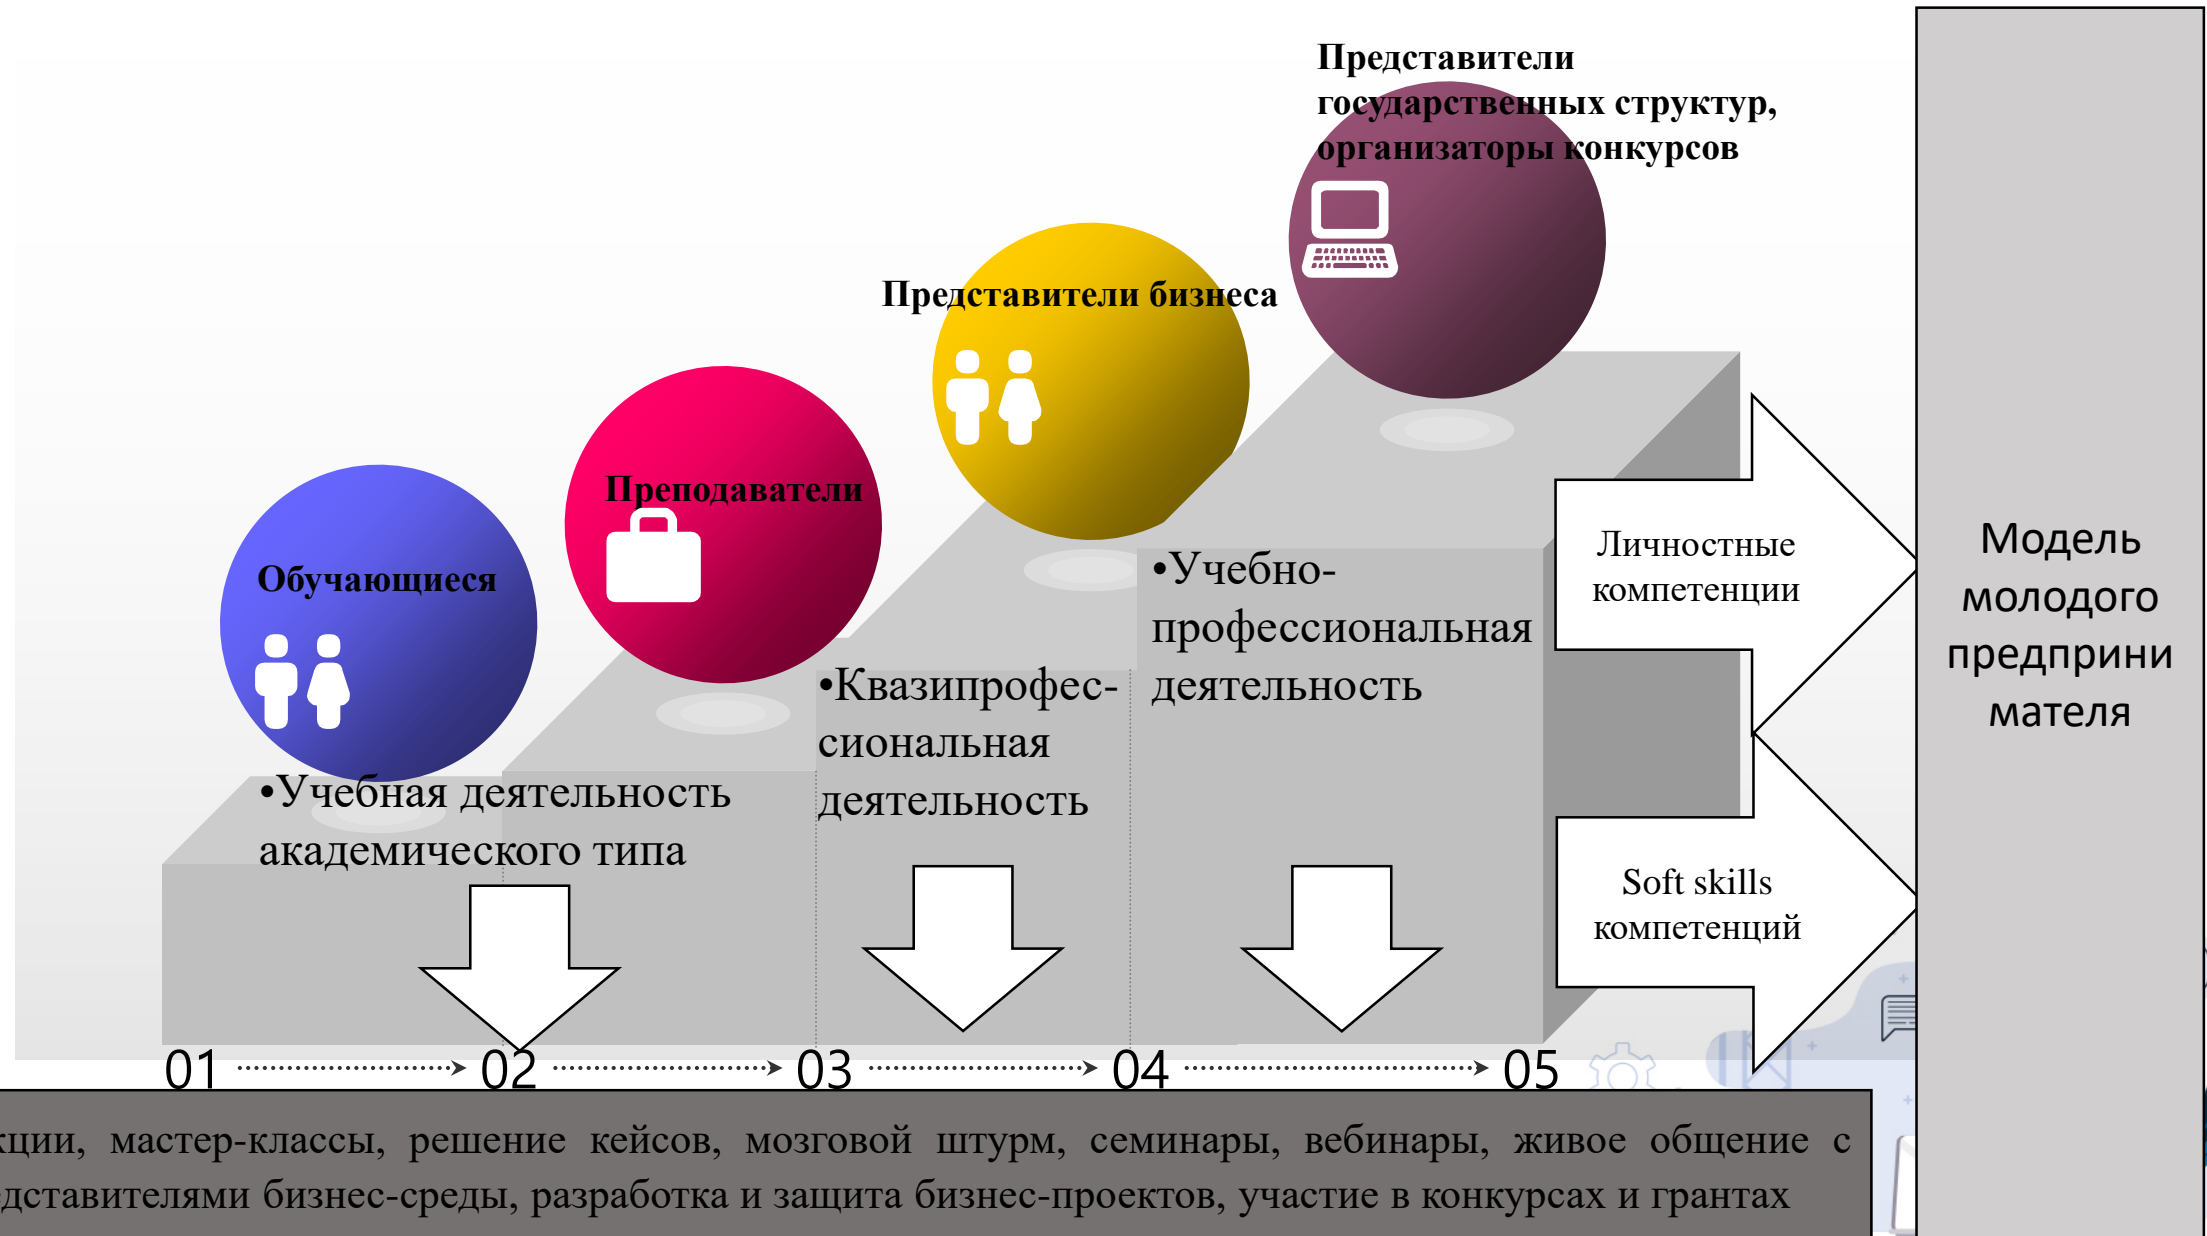 Представители
государственных структур,
организаторы конкурсов
Представители бизнеса
Преподаватели
Обучающиеся
•Учебная деятельность
академического типа
•Квазипрофес-
сиональная
деятельность
•Учебно-
профессиональная
деятельность
Личностные
компетенции
Soft skills
компетенций
Модель
молодого
предприни
мателя
01
02
03
04
05
кции, мастер-классы, решение кейсов, мозговой штурм, семинары, вебинары, живое общение с
едставителями бизнес-среды, разработка и защита бизнес-проектов, участие в конкурсах и грантах